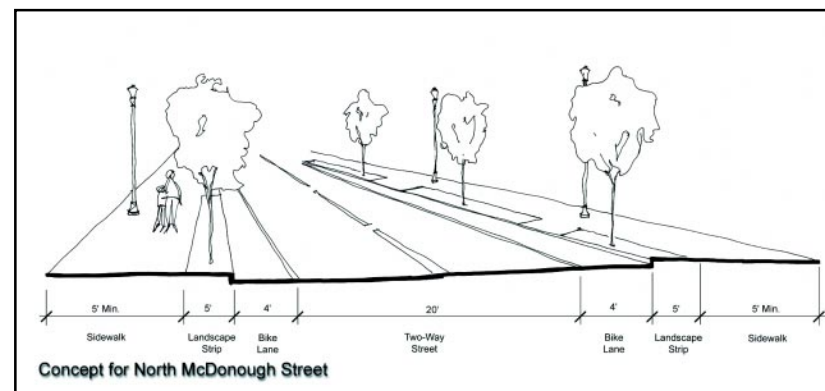 5' Min. 5' 4' 20' 4' 5' 5' Min.
Sidewalk Landscape Strip Bike Lane Two-Way Street Bike Lane Landscape Strip Sidewalk
Concept for North McDonough Street